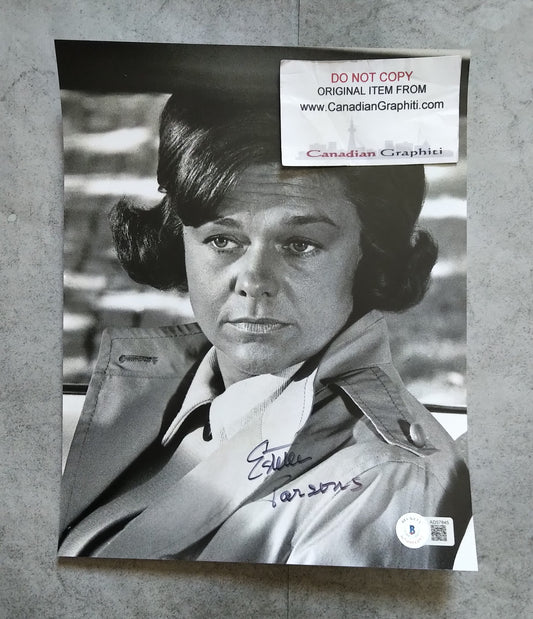 DO NOT COPY
ORIGINAL ITEM FROM
www.CanadianGraphiti.com
Canadian Graphiti
Estelle
Parsons
B